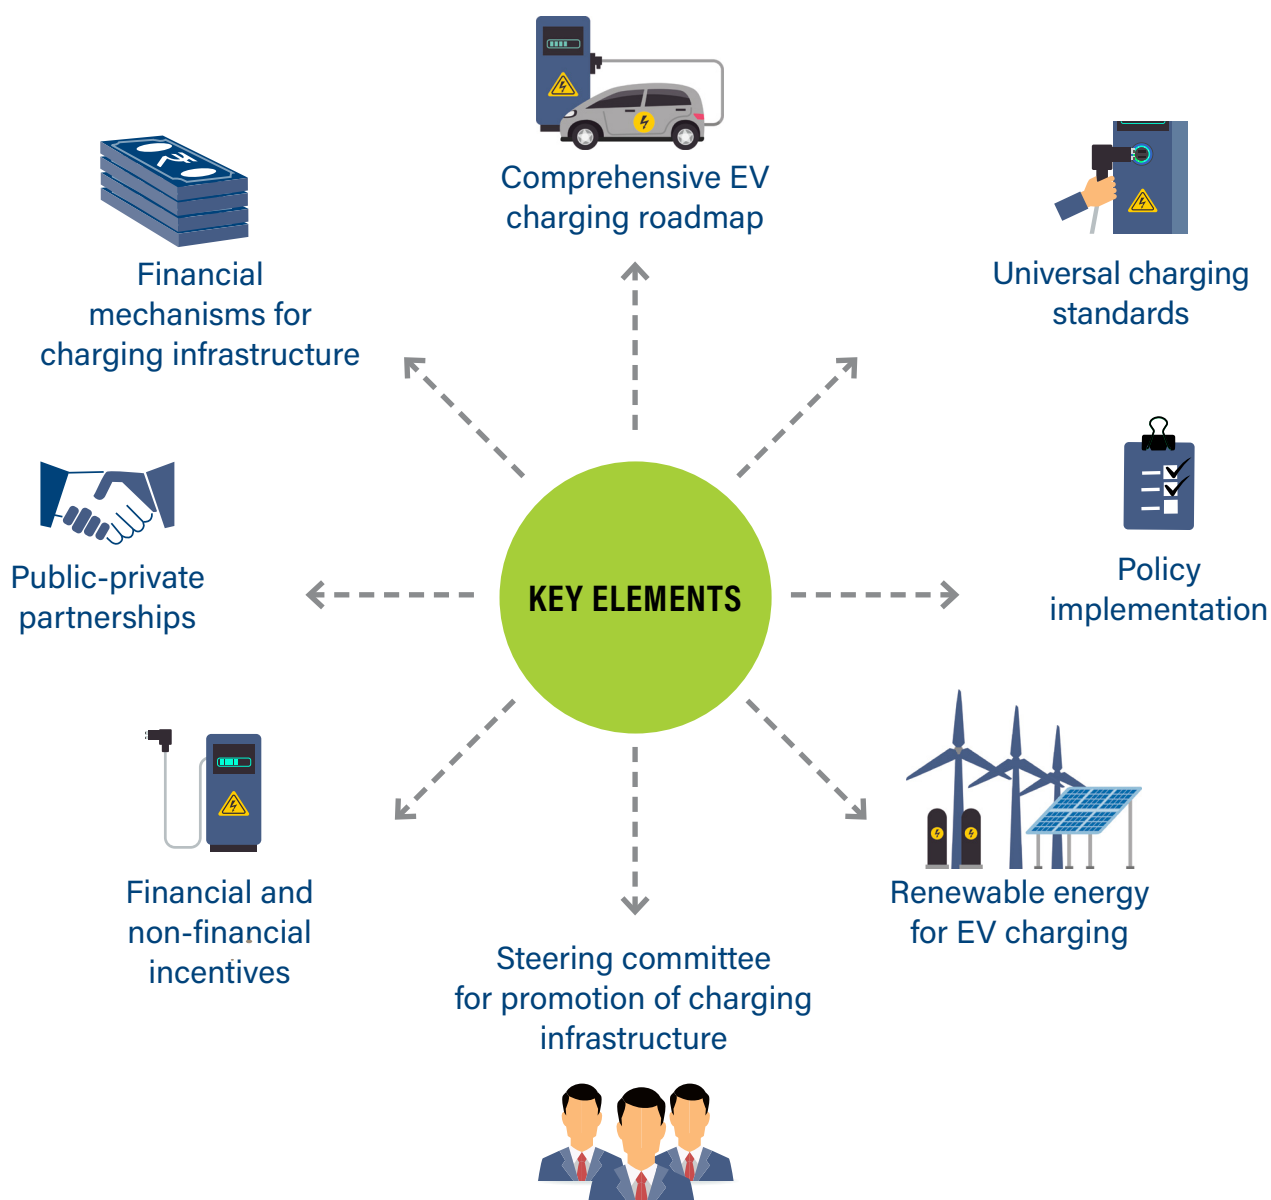 Comprehensive EV
charging roadmap
Universal charging
standards
Policy
implementation
Renewable energy
for EV charging
Steering committee
for promotion of charging
infrastructure
Financial and
non-financial
incentives
Public-private
partnerships
Financial
mechanisms for
charging infrastructure
KEY ELEMENTS
₹